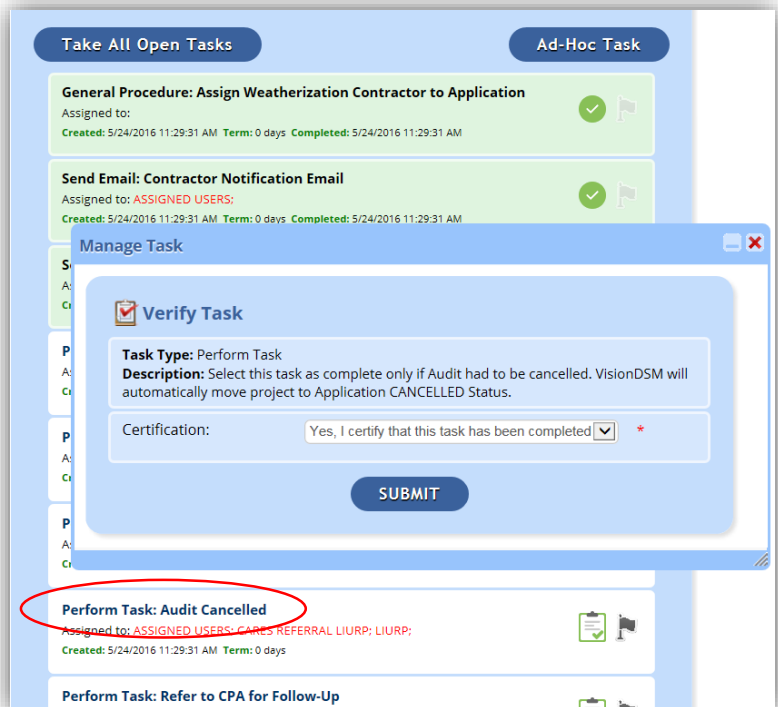 Take All Open Tasks
Ad-Hoc Task
General Procedure: Assign Weatherization Contractor to Application
Assigned to:
Created: 5/24/2016 11:29:31 AM Term: 0 days Completed: 5/24/2016 11:29:31 AM
Send Email: Contractor Notification Email
Assigned to: ASSIGNED USERS;
Created: 5/24/2016 11:29:31 AM Term: 0 days Completed: 5/24/2016 11:29:31 AM
Manage Task
Verify Task
Task Type: Perform Task
Description: Select this task as complete only if Audit had to be cancelled. VisionDSM will
automatically move project to Application CANCELLED Status.
Certification:
Yes, I certify that this task has been completed
*
SUBMIT
Perform Task: Audit Cancelled
Assigned to: ASSIGNED USERS; CARES REFERRAL LIURP; LIURP;
Created: 5/24/2016 11:29:31 AM Term: 0 days
Perform Task: Refer to CPA for Follow-Up